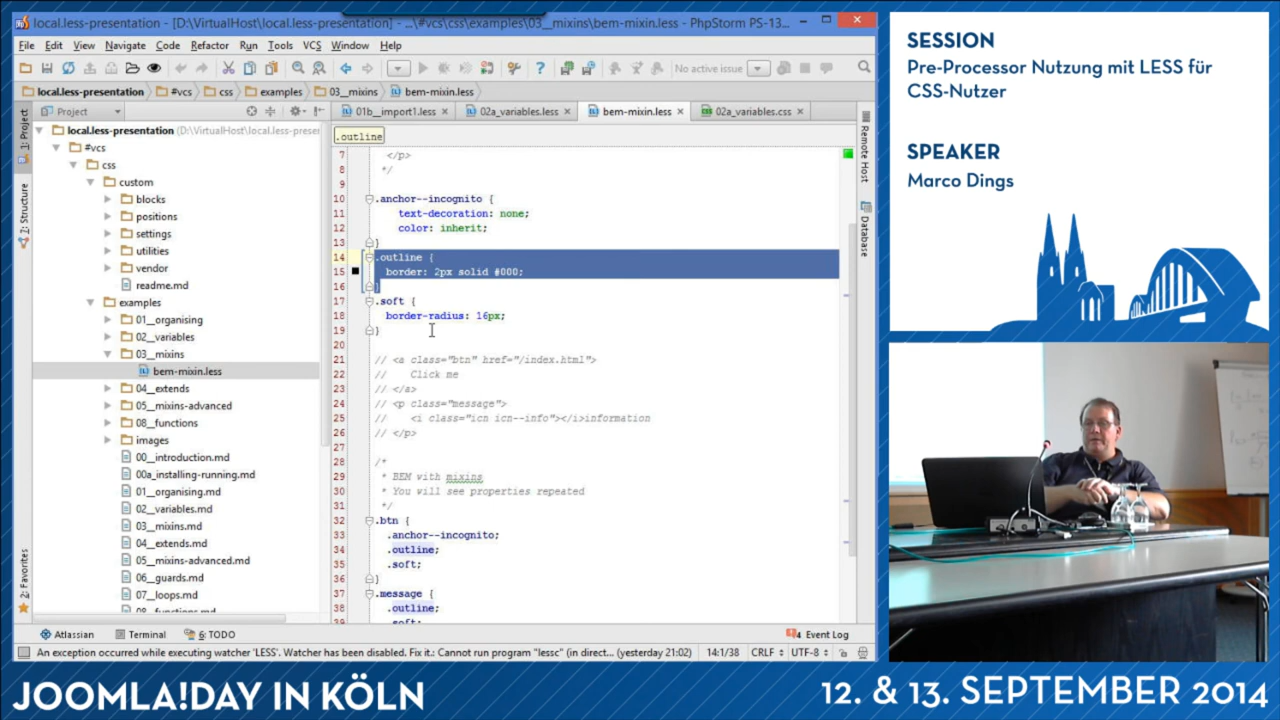 local.less-presentation - [D:\VirtualHost\local.less-presentation] - ...\#vcs\css\examples\03__mixins\bem-mixin.less - PhpStorm PS-13...
File Edit View Navigate Code Refactor Run Tools VCS Window Help
No active issue
local.less-presentation #vcs css examples 03__mixins bem-mixin.less
Project
01b__import1.less
02a_variables.less
bem-mixin.less
02a_variables.css
1: Project
Z: Structure
2: Favorites
local.less-presentation (D:\VirtualHost\local.less-preser
#vcs
css
custom
blocks
positions
settings
utilities
vendor
readme.md
examples
01__organising
02__variables
03__mixins
bem-mixin.less
04__extends
05__mixins-advanced
08__functions
images
00__introduction.md
00a_installing-running.md
01__organising.md
02__variables.md
03__mixins.md
04__extends.md
05__mixins-advanced.md
06__guards.md
07__loops.md
08__functions.md
.outline
7 </p>
8 */
9
10 .anchor--incognito {
11 text-decoration: none;
12 color: inherit;
13 }
14 .outline {
15 border: 2px solid #000;
16 }
17 .soft {
18 border-radius: 16px;
19 }
20
21 // <a class="btn" href="/index.html">
22 // Click me
23 // </a>
24 // <p class="message">
25 // <i class="icn icn--info"></i>information
26 // </p>
27
28 /*
29 * BEM with mixins
30 * You will see properties repeated
31 */
32 .btn {
33 .anchor--incognito;
34 .outline;
35 .soft;
36 }
37 .message {
38 .outline;
39 .soft;
Remote Host
Database
Atlassian Terminal 6: TODO
4 Event Log
An exception occurred while executing watcher 'LESS'. Watcher has been disabled. Fix it.: Cannot run program "lessc" (in direct... (yesterday 21:02) 14:1/38 CRLF UTF-8
SESSION
Pre-Processor Nutzung mit LESS für
CSS-Nutzer
SPEAKER
Marco Dings
JOOMLA!DAY IN KÖLN
12. & 13. SEPTEMBER 2014